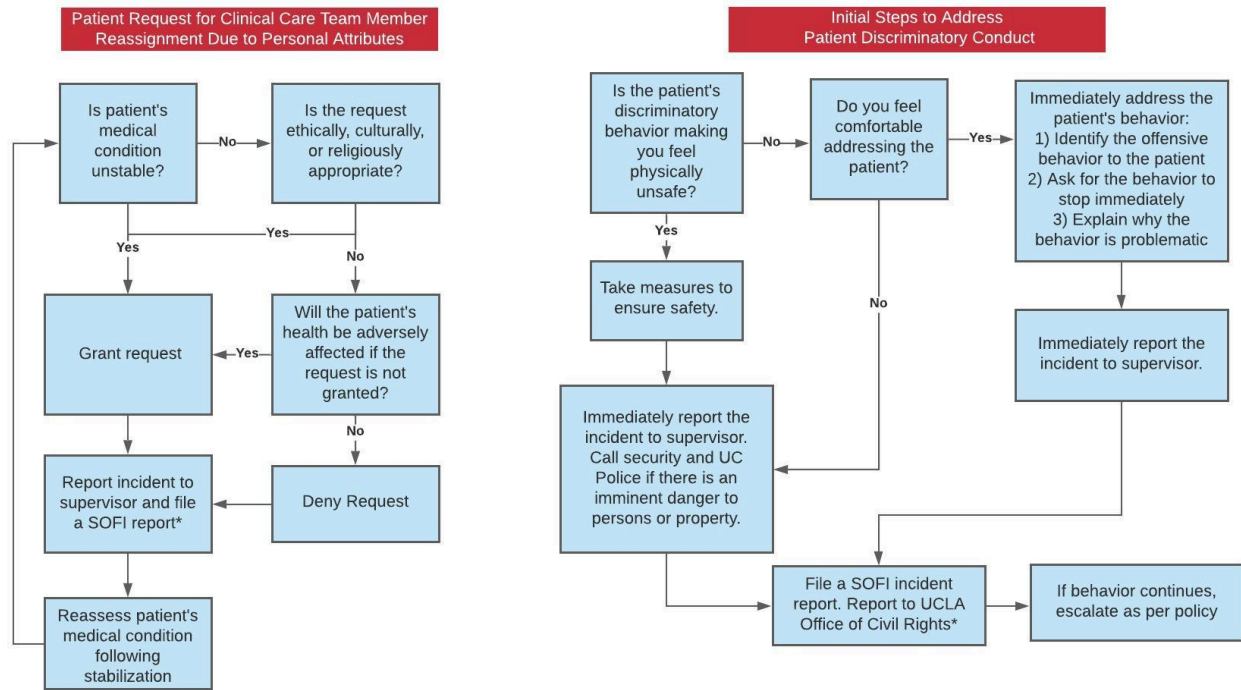 Patient Request for Clinical Care Team Member
Reassignment Due to Personal Attributes
Is patient's
medical
condition
unstable?
No
Is the request
ethically, culturally,
or religiously
appropriate?
Yes
Yes
No
Grant request
Yes
Will the patient's
health be adversely
affected if the
request is not
granted?
No
Report incident to
supervisor and file
a SOFI report*
Deny Request
Reassess patient's
medical condition
following
stabilization
Initial Steps to Address
Patient Discriminatory Conduct
Is the patient's
discriminatory
behavior making
you feel
physically
unsafe?
No
Do you feel
comfortable
addressing the
patient?
Yes
Immediately address the
patient's behavior:
1) Identify the offensive
behavior to the patient
2) Ask for the behavior to
stop immediately
3) Explain why the
behavior is problematic
Yes
Take measures to
ensure safety.
No
Immediately report the
incident to supervisor.
Immediately report the
incident to supervisor.
Call security and UC
Police if there is an
imminent danger to
persons or property.
File a SOFI incident
report. Report to UCLA
Office of Civil Rights*
If behavior continues,
escalate as per policy